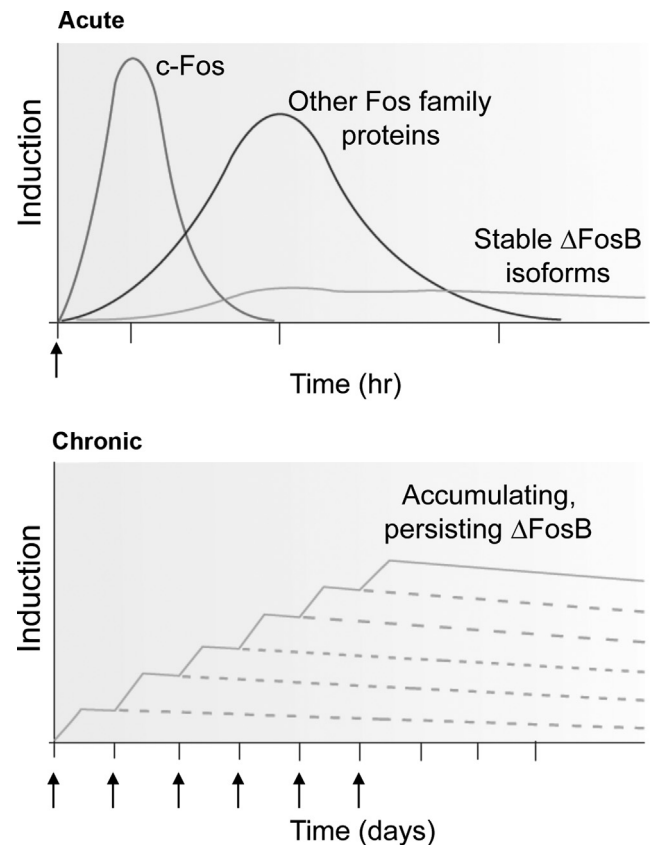 Acute
c-Fos
Other Fos family
proteins
Stable ΔFosB
isoforms
Induction
Time (hr)
Chronic
Accumulating,
persisting ΔFosB
Induction
Time (days)